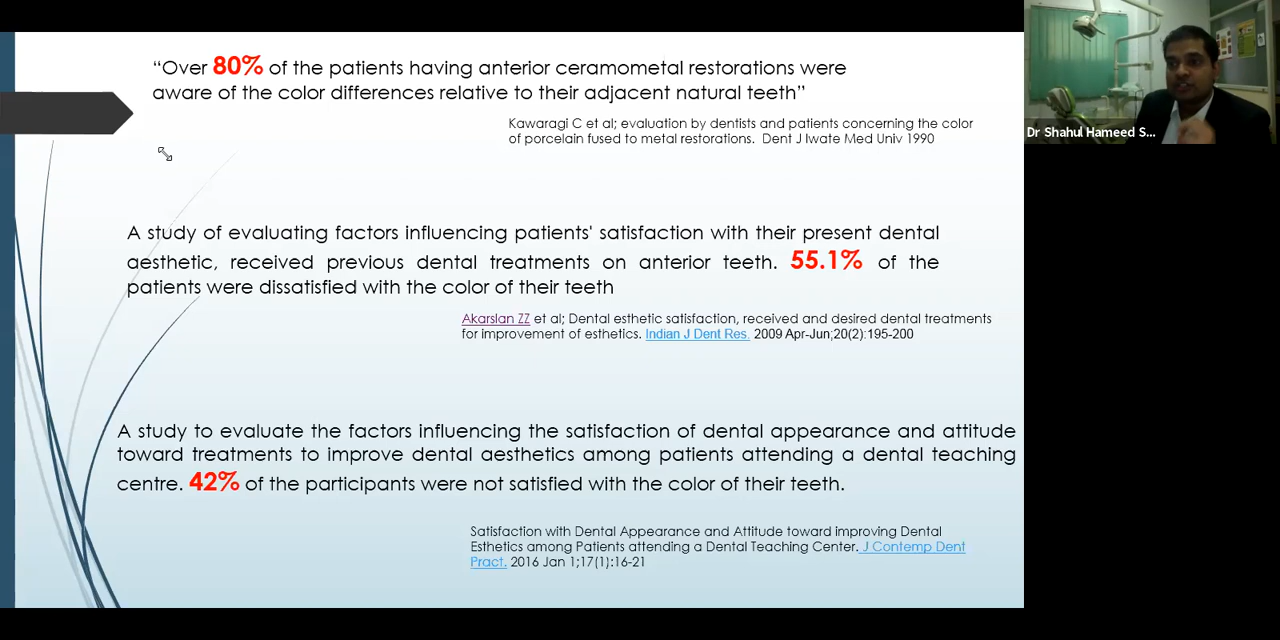 “Over 80% of the patients having anterior ceramometal restorations were
aware of the color differences relative to their adjacent natural teeth”
Kawaragi C et al; evaluation by dentists and patients concerning the color
of porcelain fused to metal restorations. Dent J Iwate Med Univ 1990
A study of evaluating factors influencing patients' satisfaction with their present dental
aesthetic, received previous dental treatments on anterior teeth. 55.1% of the
patients were dissatisfied with the color of their teeth
Akarslan ZZ et al; Dental esthetic satisfaction, received and desired dental treatments
for improvement of esthetics. Indian J Dent Res. 2009 Apr-Jun;20(2):195-200
A study to evaluate the factors influencing the satisfaction of dental appearance and attitude
toward treatments to improve dental aesthetics among patients attending a dental teaching
centre. 42% of the participants were not satisfied with the color of their teeth.
Satisfaction with Dental Appearance and Attitude toward improving Dental
Esthetics among Patients attending a Dental Teaching Center. J Contemp Dent
Pract. 2016 Jan 1;17(1):16-21
Dr Shahul Hameed S...